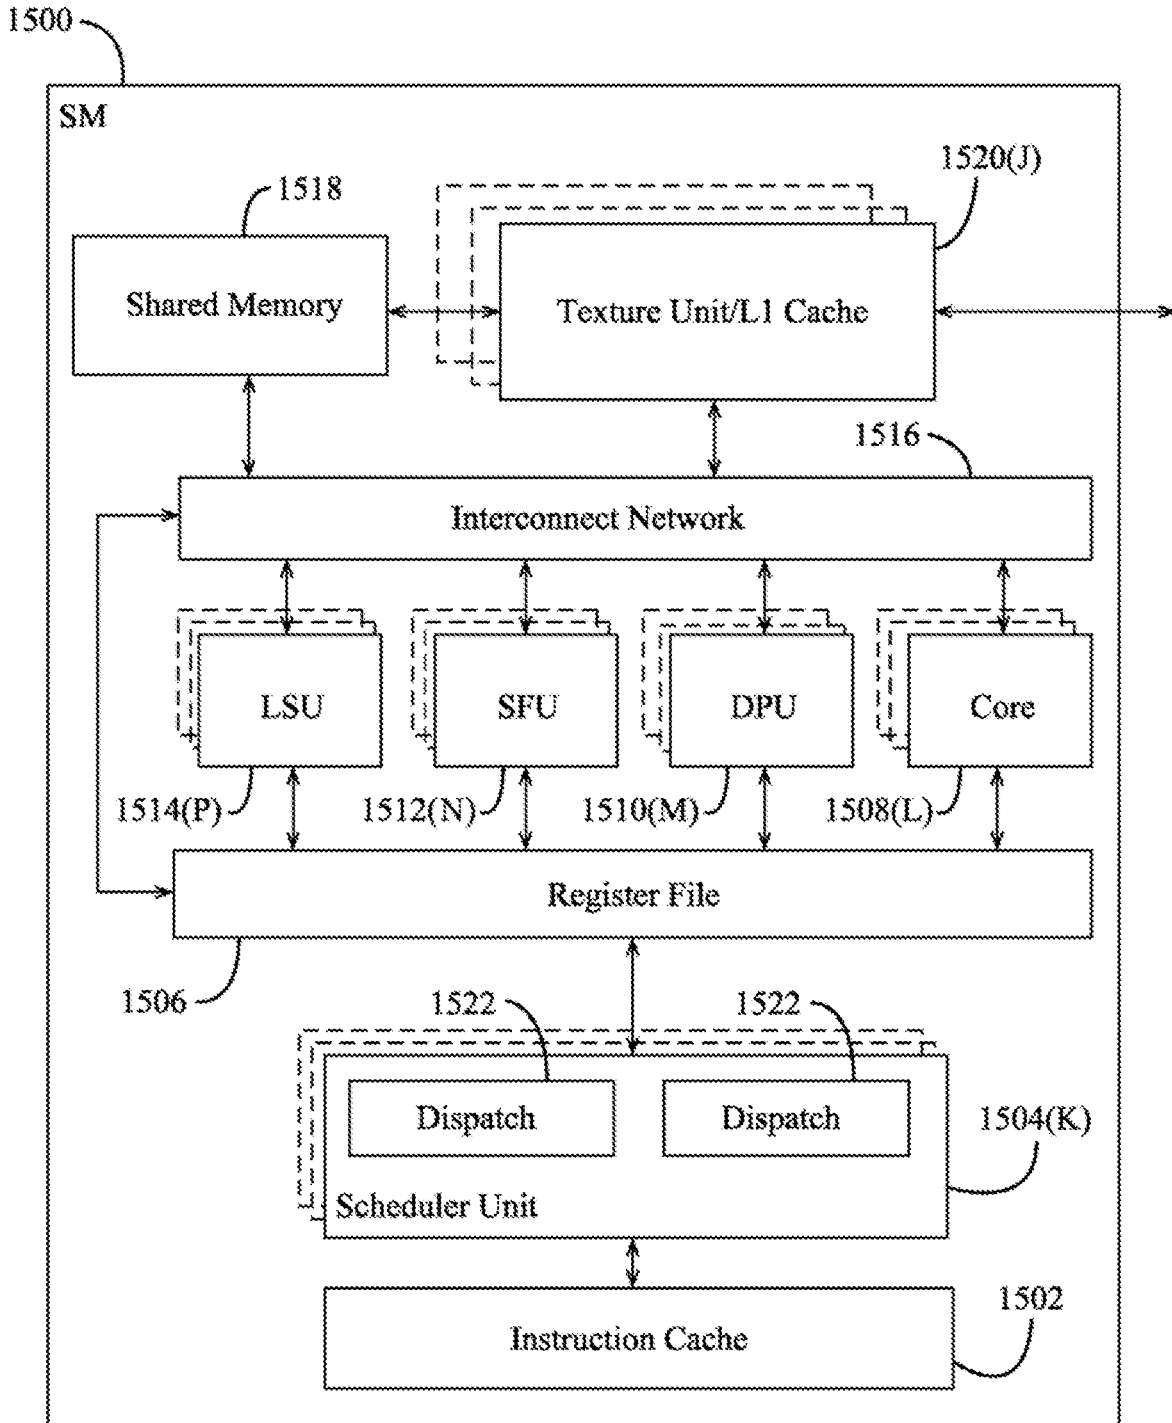 1500
SM
1520(J)
1518
Shared Memory
Texture Unit/L1 Cache
1516
Interconnect Network
LSU
SFU
DPU
Core
1514(P)
1512(N)
1510(M)
1508(L)
Register File
1506
1522
1522
Dispatch
Dispatch
1504(K)
Scheduler Unit
1502
Instruction Cache